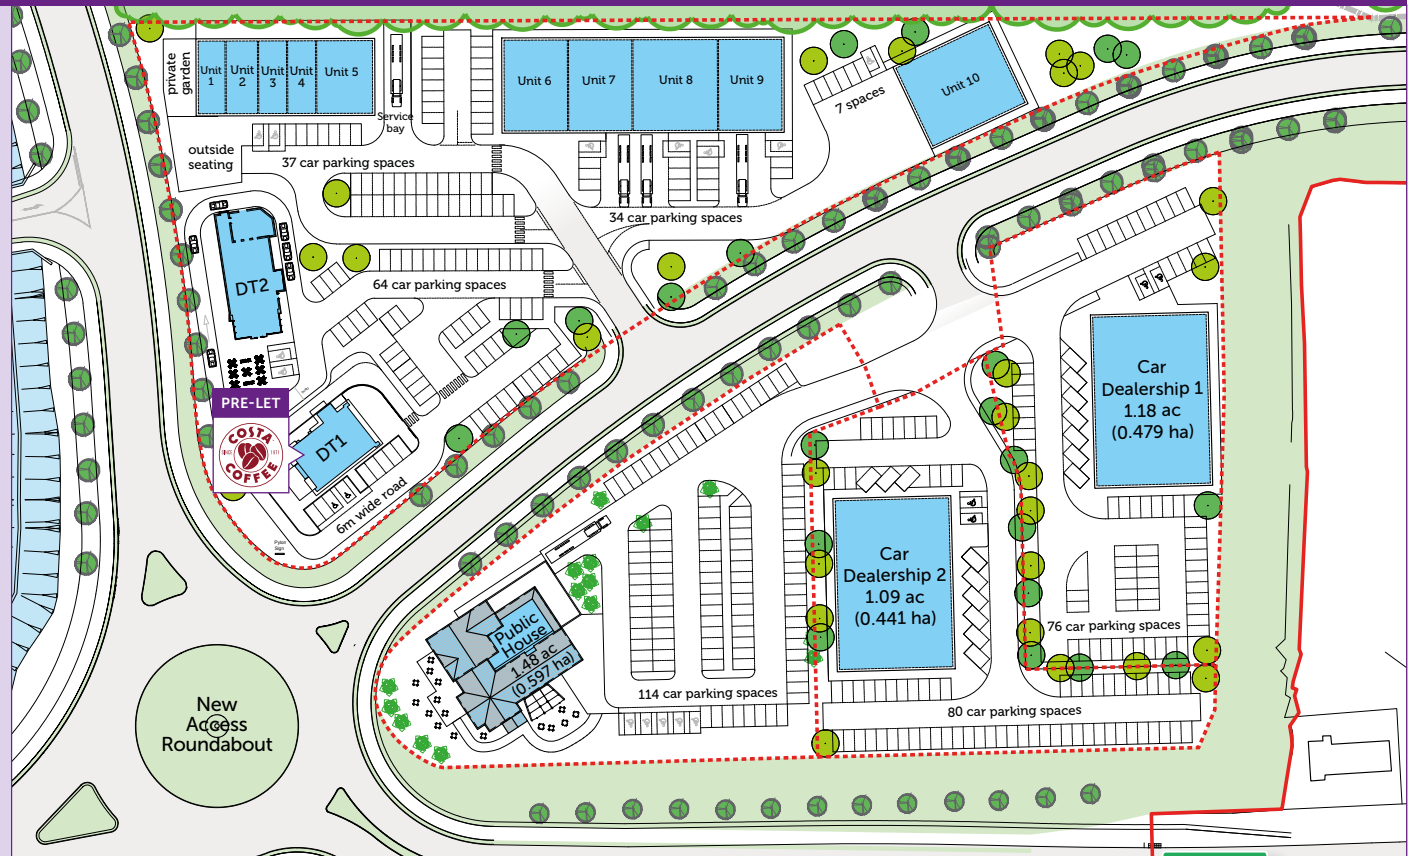 private
garden
Unit
1
Unit
2
Unit
3
Unit
4
Unit 5
Service
bay
Unit 6
Unit 7
Unit 8
Unit 9
7 spaces
Unit 10
outside
seating
37 car parking spaces
34 car parking spaces
DT2
64 car parking spaces
PRE-LET
COSTA
SINCE 1971
COFFEE
DT1
6m wide road
Pylon
Sign
Car
Dealership 1
1.18 ac
(0.479 ha)
Car
Dealership 2
1.09 ac
(0.441 ha)
76 car parking spaces
Public
House
1.48 ac
(0.597 ha)
114 car parking spaces
80 car parking spaces
New
Access
Roundabout